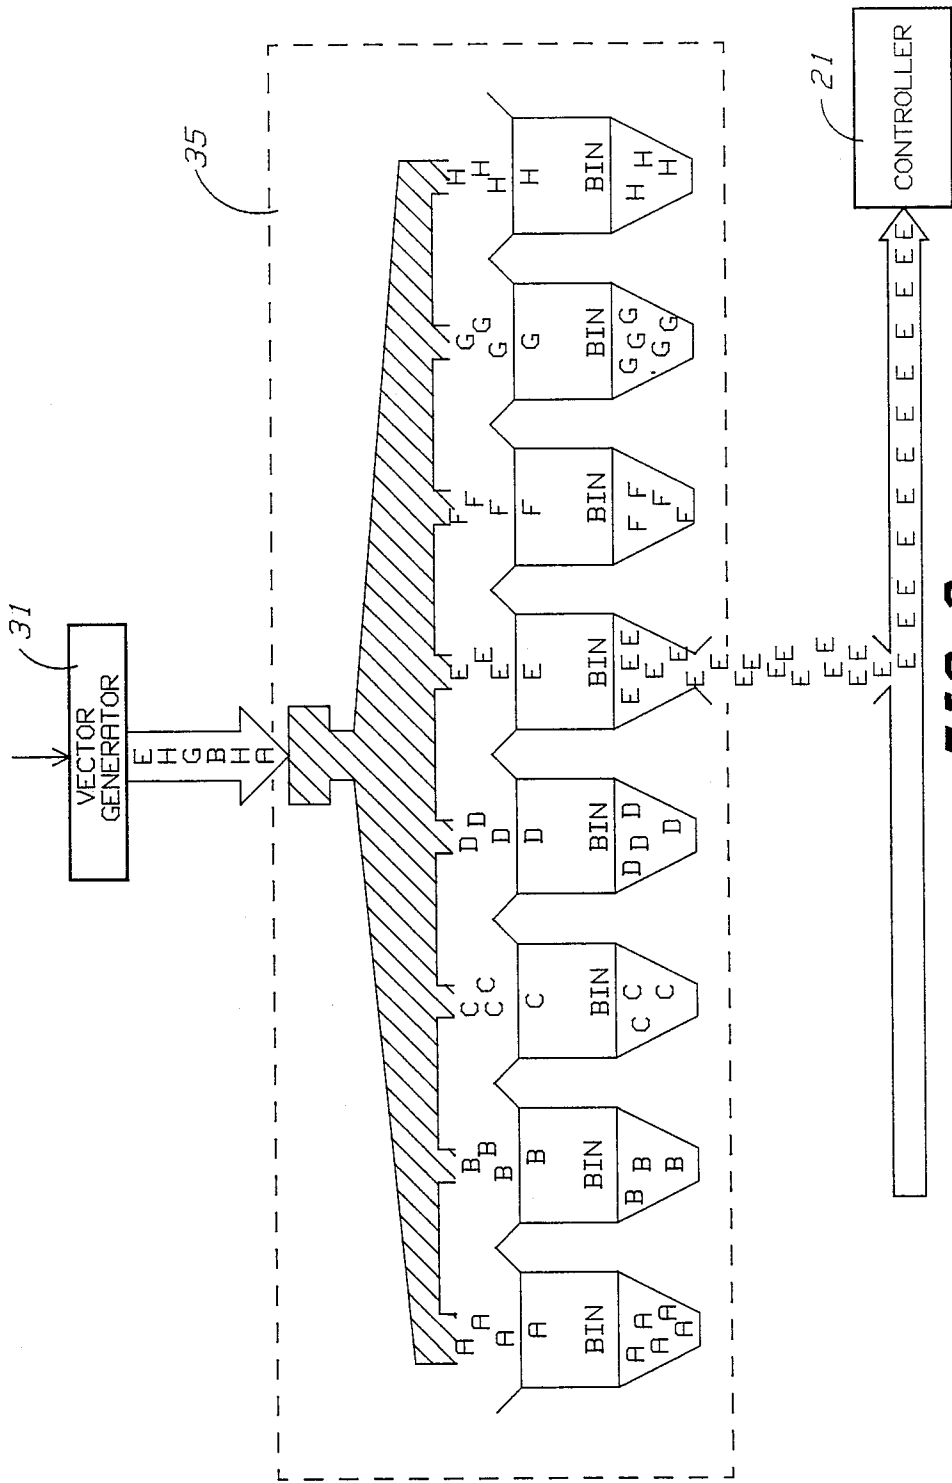 31
VECTOR
GENERATOR
E
H
G
B
H
A
35
A A A
A
BIN
A A A A A
B B B
B
BIN
B B B
C C C
C
BIN
C C C
D D D
D
BIN
D D D D
E E E
E
BIN
E E E E E
E E E E E E E E E E E E
F F F
F
BIN
F F F F
G G G
G
BIN
G G G G G
H H H
H
BIN
H H H
E E E E E E E E E E E E
21
CONTROLLER